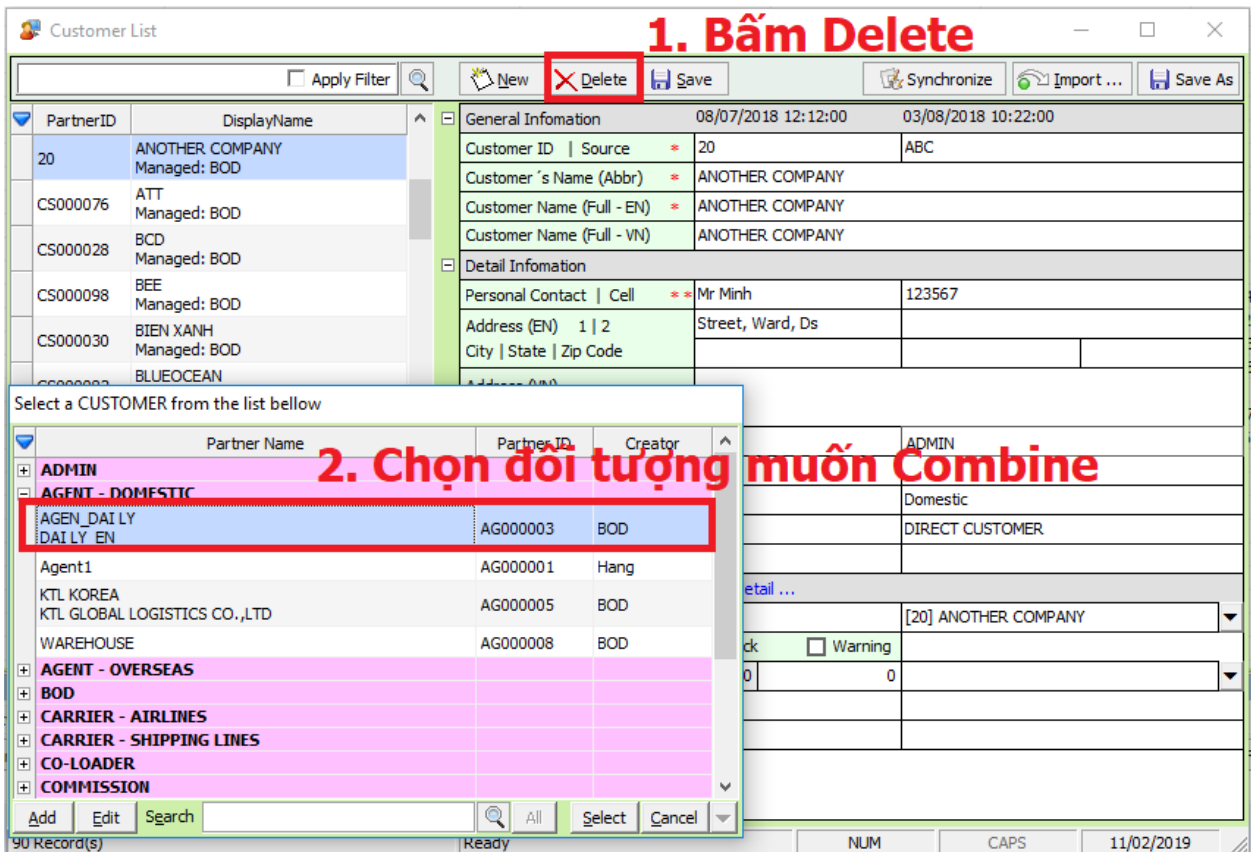 Customer List
1. Bấm Delete
Apply Filter New Delete Save Synchronize Import ... Save As
PartnerID DisplayName
20 ANOTHER COMPANY
Managed: BOD
CS000076 ATT
Managed: BOD
CS000028 BCD
Managed: BOD
CS000098 BEE
Managed: BOD
CS000030 BIEN XANH
Managed: BOD
BLUEOCEAN
General Infomation 08/07/2018 12:12:00 03/08/2018 10:22:00
Customer ID | Source * 20 ABC
Customer ´s Name (Abbr) * ANOTHER COMPANY
Customer Name (Full - EN) * ANOTHER COMPANY
Customer Name (Full - VN) ANOTHER COMPANY
Detail Infomation
Personal Contact | Cell ** Mr Minh 123567
Address (EN) 1 | 2 Street, Ward, Ds
City | State | Zip Code
Address (VN)
Select a CUSTOMER from the list bellow
Partner Name Partner ID Creator
2. Chọn đối tượng muốn Combine
ADMIN
AGENT - DOMESTIC
AGEN_DAI LY AG000003 BOD
DAI LY EN
Agent1 AG000001 Hang
KTL KOREA AG000005 BOD
KTL GLOBAL LOGISTICS CO.,LTD
WAREHOUSE AG000008 BOD
AGENT - OVERSEAS
BOD
CARRIER - AIRLINES
CARRIER - SHIPPING LINES
CO-LOADER
COMMISSION
Add Edit Search All Select Cancel
ADMIN
Domestic
DIRECT CUSTOMER
etail ...
[20] ANOTHER COMPANY
ck Warning
0 0
90 Record(s) Ready NUM CAPS 11/02/2019